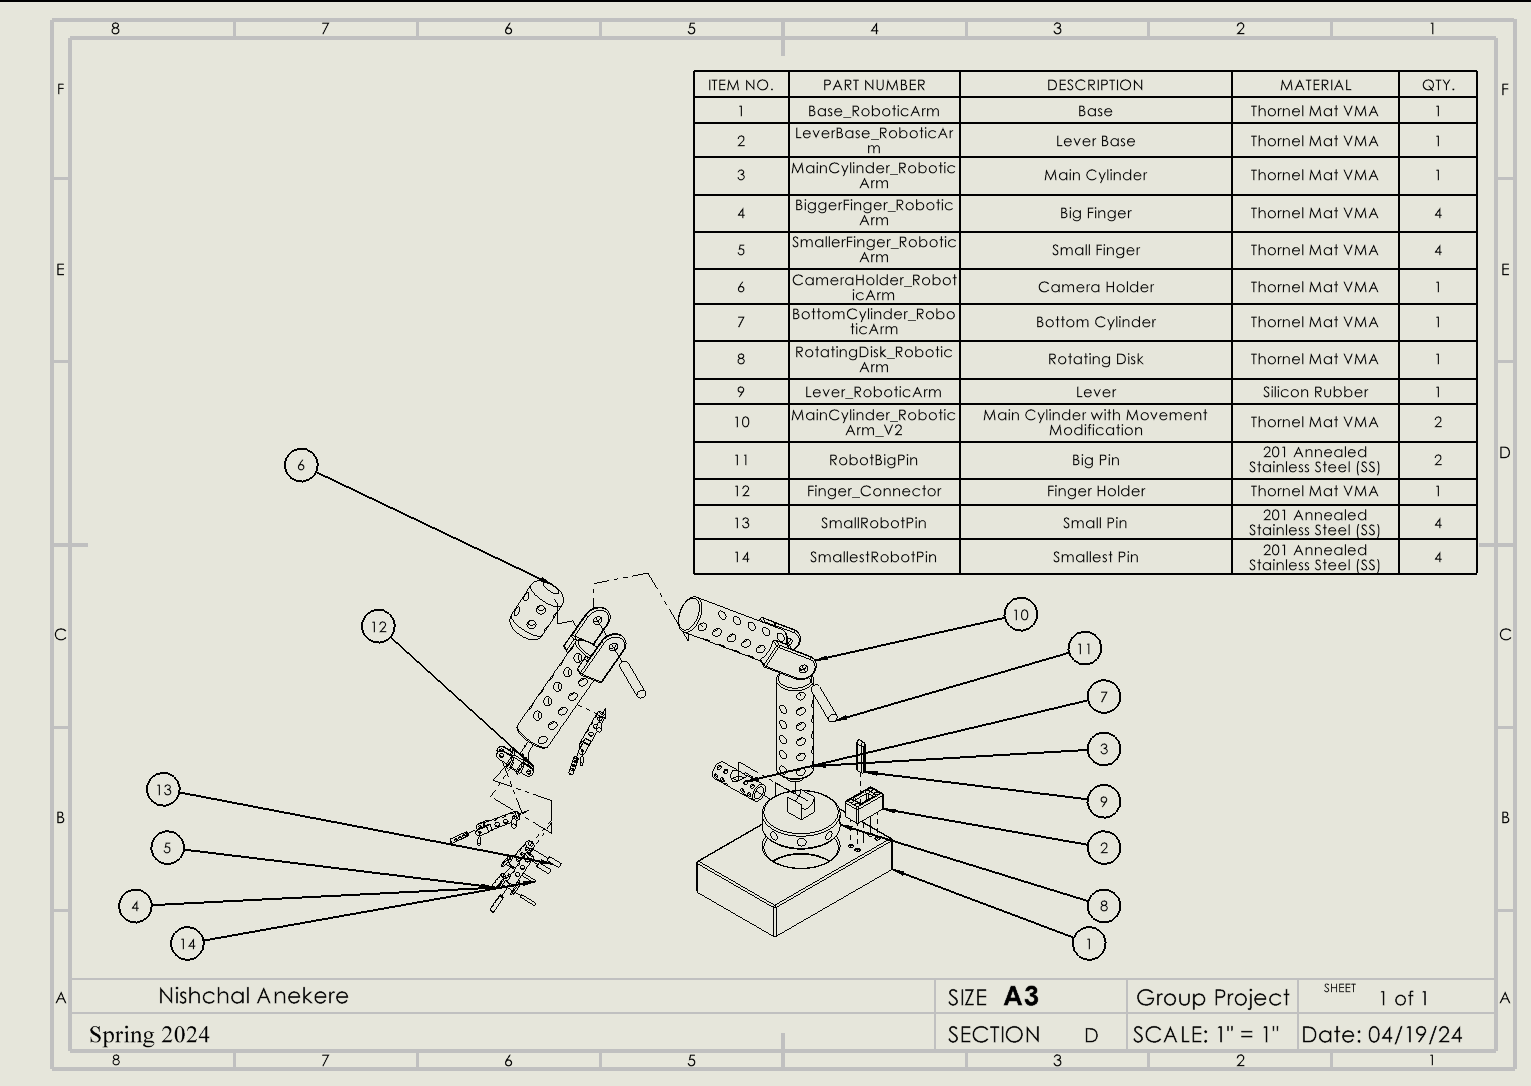 8 7 6 5 4 3 2 1
F F
E E
D
C C
B B
A A
ITEM NO. PART NUMBER DESCRIPTION MATERIAL QTY.
1 Base_RoboticArm Base Thornel Mat VMA 1
2 LeverBase_RoboticAr
m Lever Base Thornel Mat VMA 1
3 MainCylinder_Robotic
Arm Main Cylinder Thornel Mat VMA 1
4 BiggerFinger_Robotic
Arm Big Finger Thornel Mat VMA 4
5 SmallerFinger_Robotic
Arm Small Finger Thornel Mat VMA 4
6 CameraHolder_Robot
icArm Camera Holder Thornel Mat VMA 1
7 BottomCylinder_Robo
ticArm Bottom Cylinder Thornel Mat VMA 1
8 RotatingDisk_Robotic
Arm Rotating Disk Thornel Mat VMA 1
9 Lever_RoboticArm Lever Silicon Rubber 1
10 MainCylinder_Robotic
Arm_V2 Main Cylinder with Movement
Modification Thornel Mat VMA 2
11 RobotBigPin Big Pin 201 Annealed
Stainless Steel (SS) 2
12 Finger_Connector Finger Holder Thornel Mat VMA 1
13 SmallRobotPin Small Pin 201 Annealed
Stainless Steel (SS) 4
14 SmallestRobotPin Smallest Pin 201 Annealed
Stainless Steel (SS) 4
6
12
13
5
4
14
10
11
7
3
9
2
8
1
Nishchal Anekere
Spring 2024
SIZE A3
SECTION D
Group Project
SCALE: 1" = 1"
SHEET 1 of 1
Date: 04/19/24
8 7 6 5 3 2 1